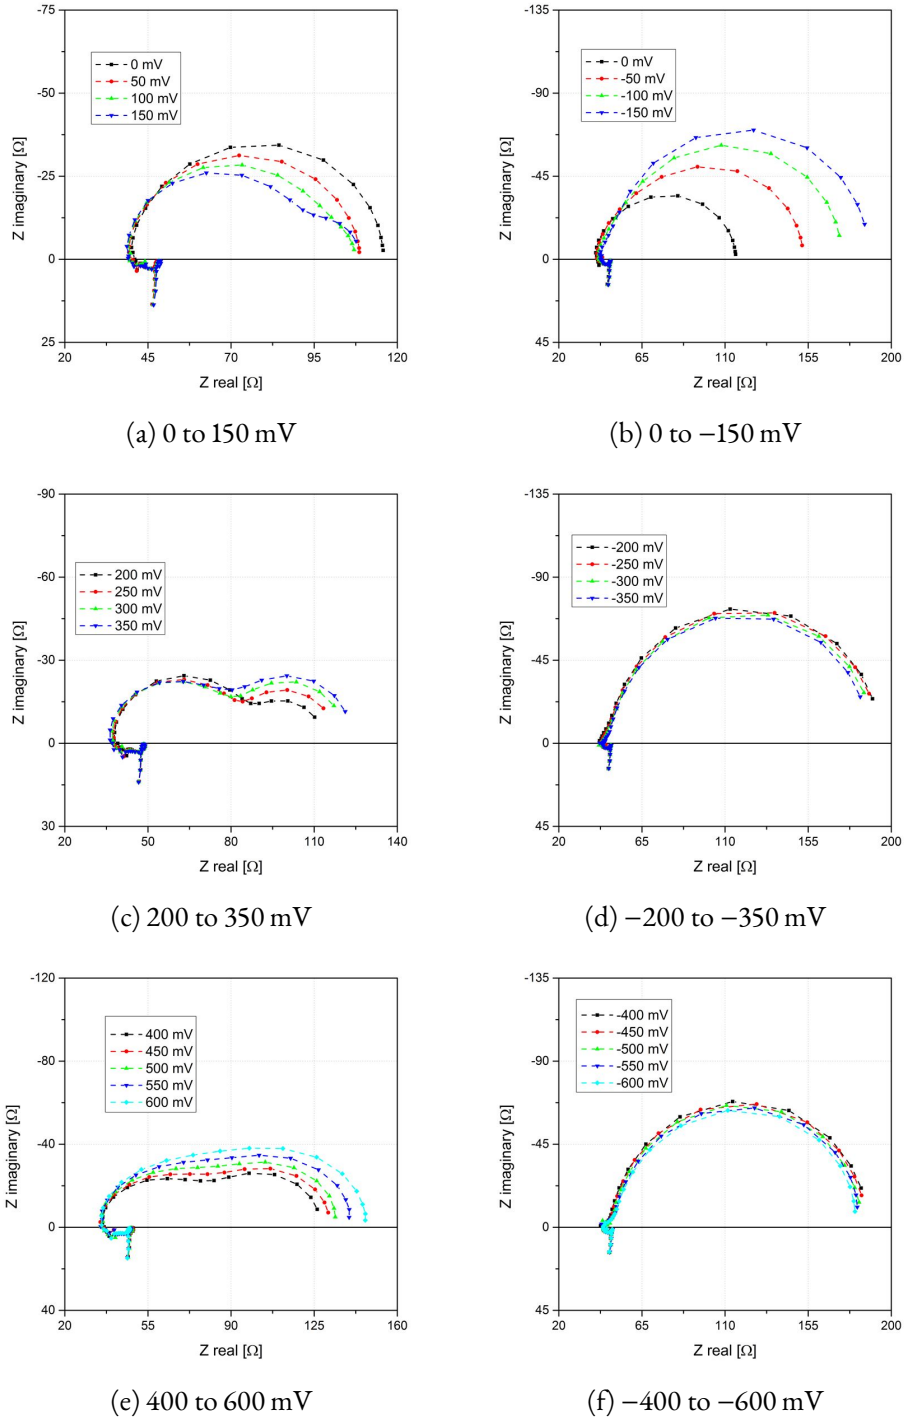 -75
-50
-25
0
25
Z imaginary [Ω]
0 mV
50 mV
100 mV
150 mV
20 45 70 95 120
Z real [Ω]
(a) 0 to 150 mV
-135
-90
-45
0
45
Z imaginary [Ω]
0 mV
-50 mV
-100 mV
-150 mV
20 65 110 155 200
Z real [Ω]
(b) 0 to −150 mV
-90
-60
-30
0
30
Z imaginary [Ω]
200 mV
250 mV
300 mV
350 mV
20 50 80 110 140
Z real [Ω]
(c) 200 to 350 mV
-135
-90
-45
0
45
Z imaginary [Ω]
-200 mV
-250 mV
-300 mV
-350 mV
20 65 110 155 200
Z real [Ω]
(d) −200 to −350 mV
-120
-80
-40
0
40
Z imaginary [Ω]
400 mV
450 mV
500 mV
550 mV
600 mV
20 55 90 125 160
Z real [Ω]
(e) 400 to 600 mV
-135
-90
-45
0
45
Z imaginary [Ω]
-400 mV
-450 mV
-500 mV
-550 mV
-600 mV
20 65 110 155 200
Z real [Ω]
(f) −400 to −600 mV